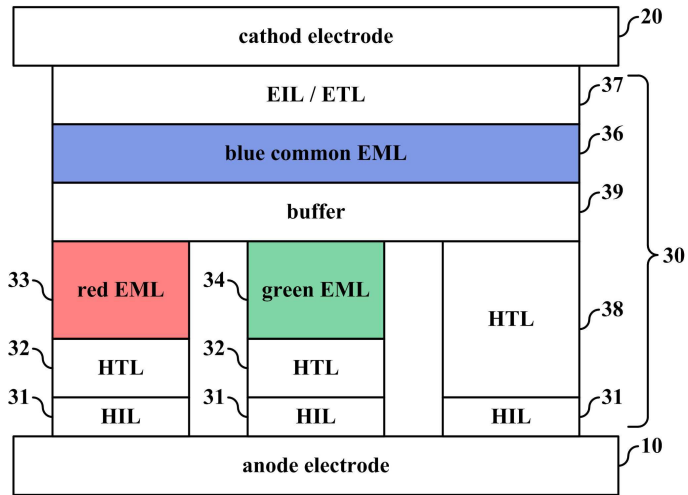 cathod electrode
20
EIL / ETL
37
blue common EML
36
buffer
39
30
33
red EML
34
green EML
HTL
38
32
HTL
32
HTL
31
HIL
31
HIL
HIL
31
anode electrode
10